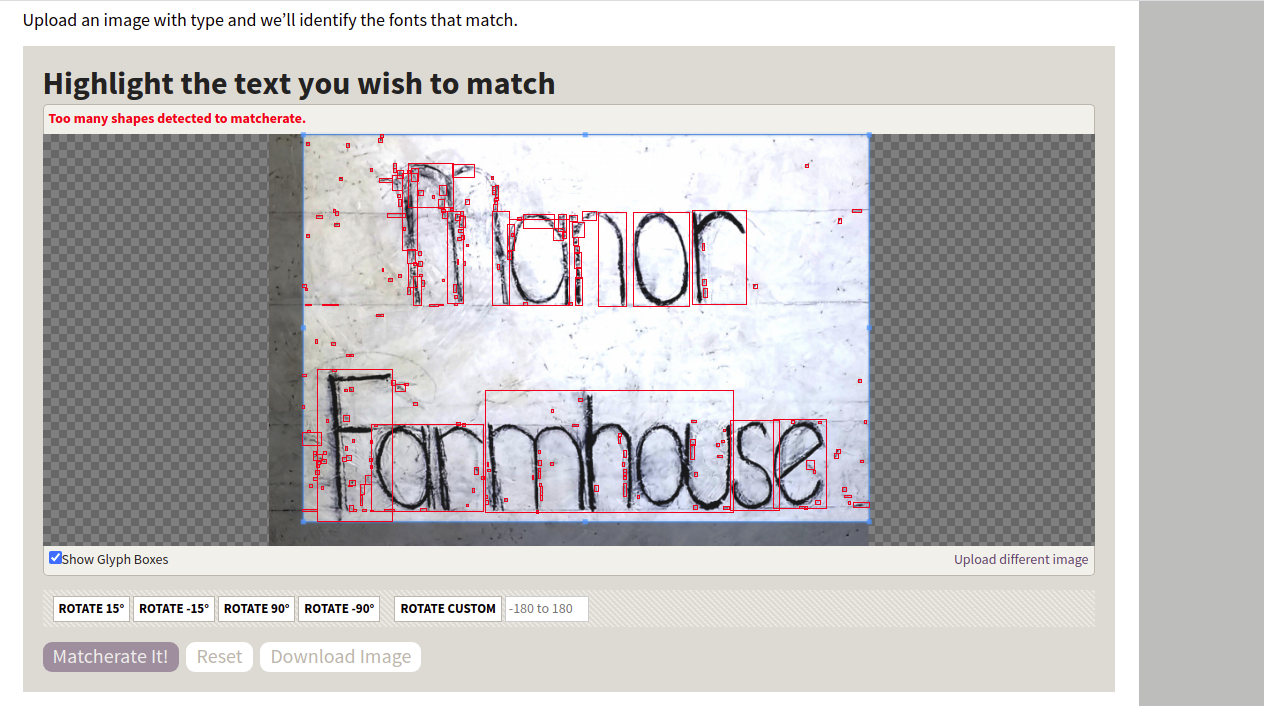 Upload an image with type and we’ll identify the fonts that match.
Highlight the text you wish to match
Too many shapes detected to matcherate.
Manor
Farmhouse
Show Glyph Boxes
Upload different image
ROTATE 15° ROTATE -15° ROTATE 90° ROTATE -90° ROTATE CUSTOM -180 to 180
Matcherate It! Reset Download Image